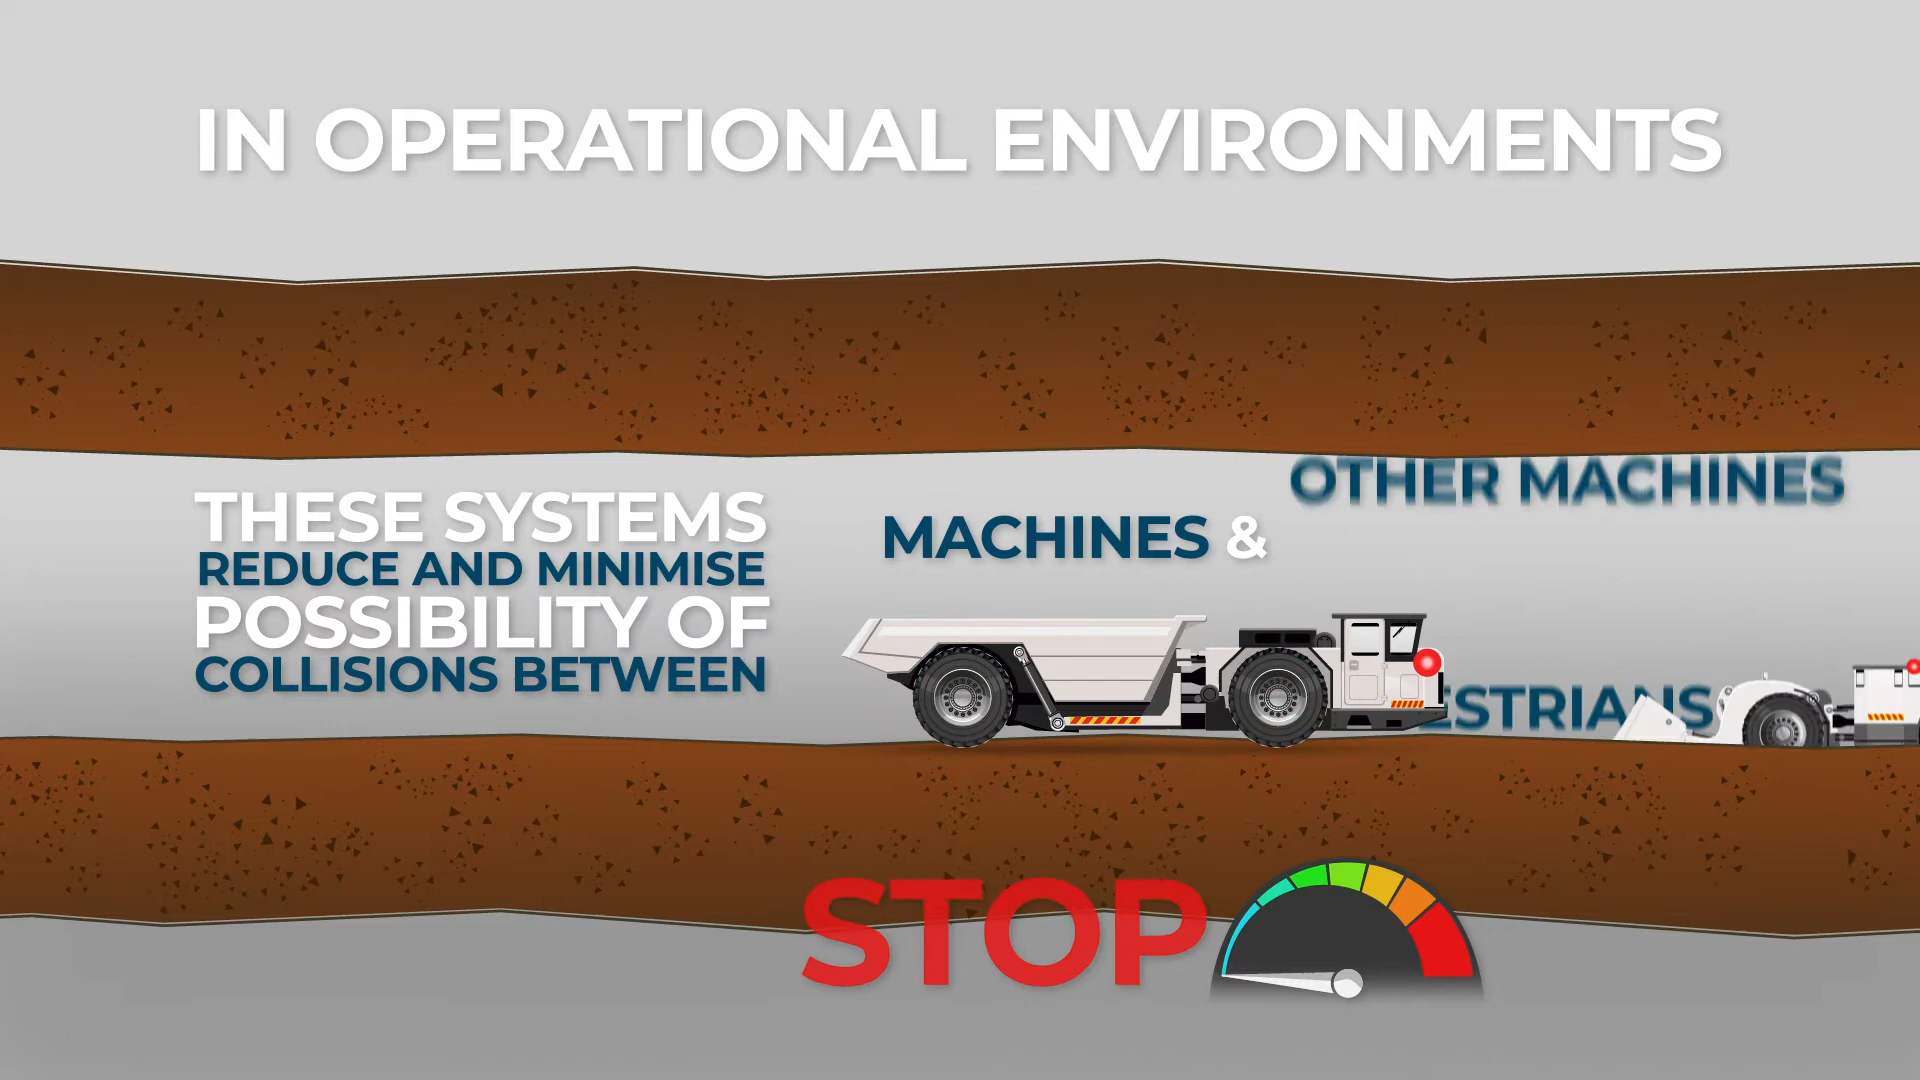 IN OPERATIONAL ENVIRONMENTS
THESE SYSTEMS
REDUCE AND MINIMISE
POSSIBILITY OF
COLLISIONS BETWEEN
MACHINES &
OTHER MACHINES
STOP